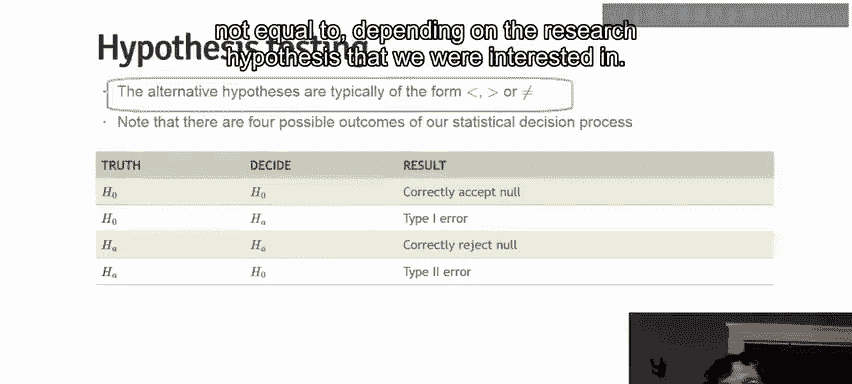 not equal to, depending on the research
hypothesis that we were interested in.
Hypothesis testing
· The alternative hypotheses are typically of the form <, > or ≠
· Note that there are four possible outcomes of our statistical decision process
TRUTH DECIDE RESULT
H₀ H₀ Correctly accept null
H₀ Hₐ Type I error
Hₐ Hₐ Correctly reject null
Hₐ H₀ Type II error